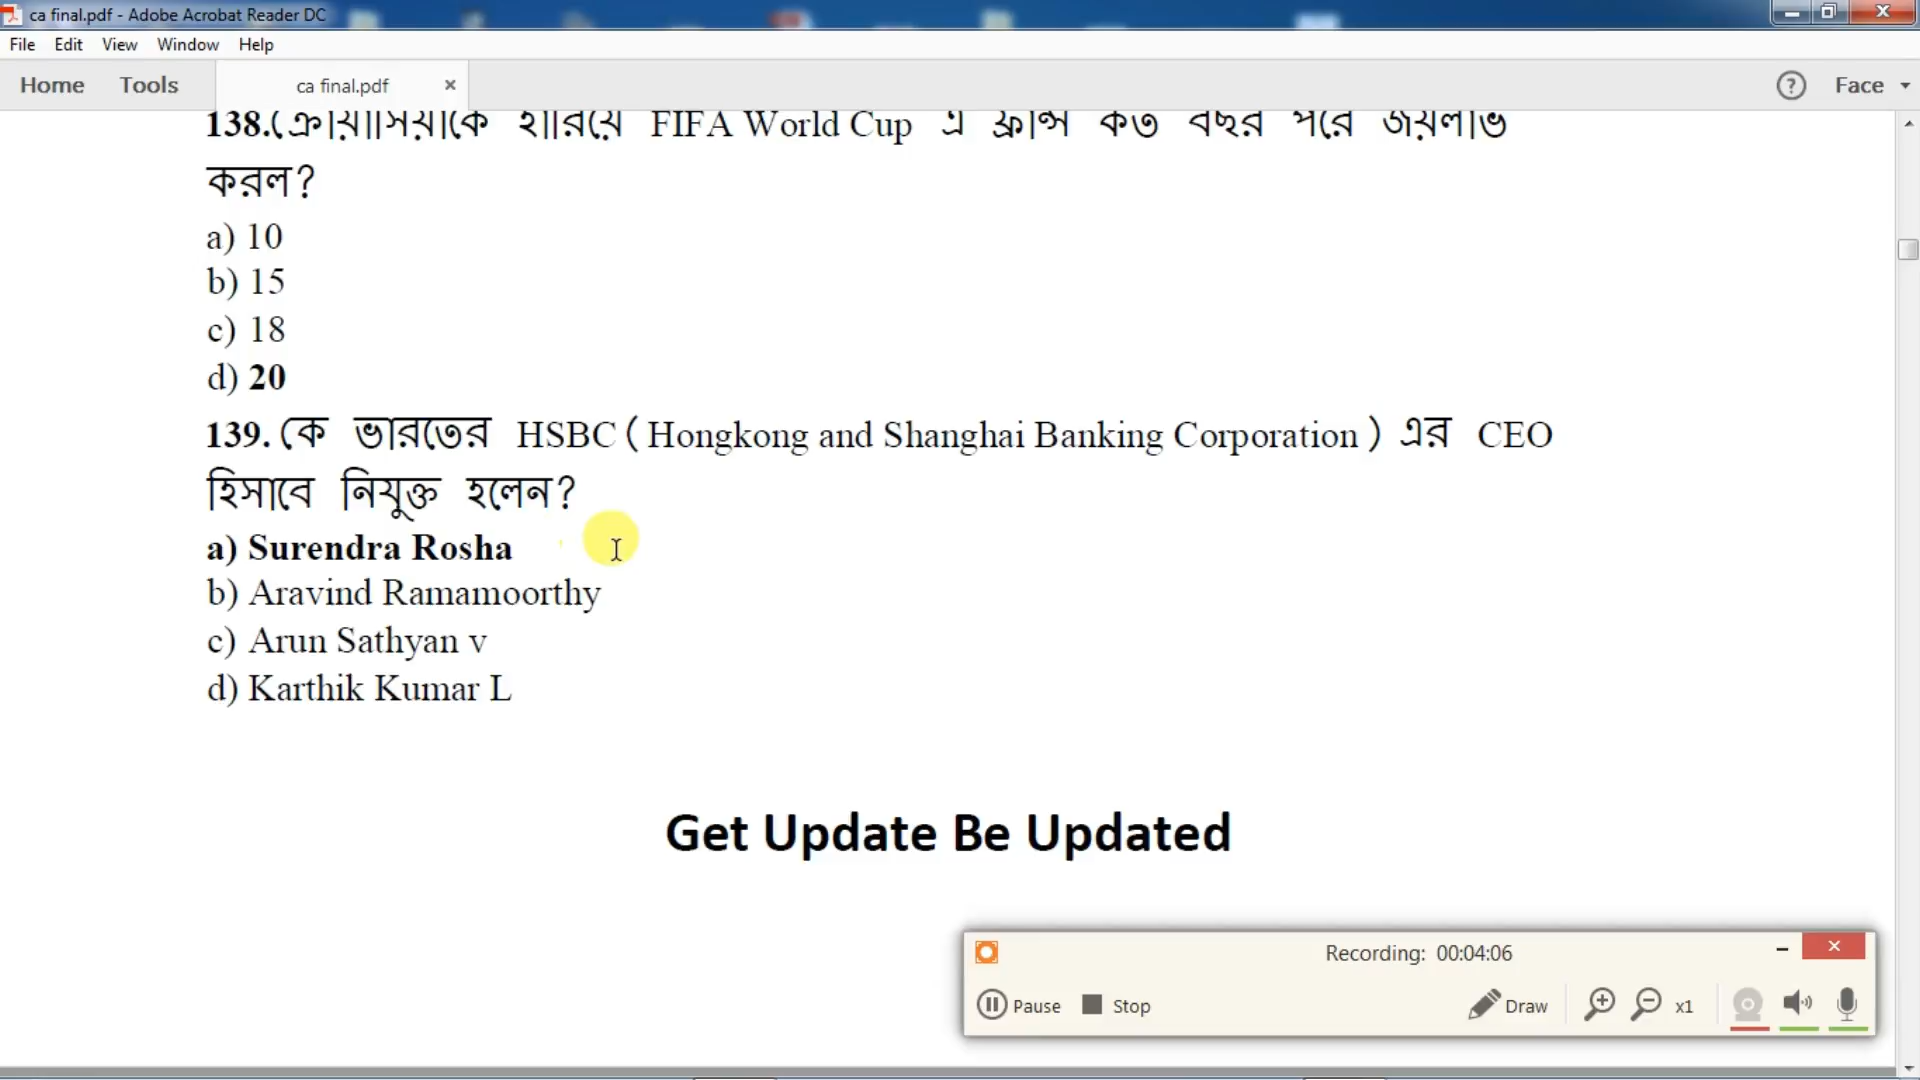 ca final.pdf - Adobe Acrobat Reader DC
File Edit View Window Help
Home Tools ca final.pdf × ? Face
138.ক্রোয়াসিয়াকে হারিয়ে FIFA World Cup এ ফ্রান্স কত বছর পরে জয়লাভ
করল?
a) 10
b) 15
c) 18
d) 20
139. কে ভারতের HSBC ( Hongkong and Shanghai Banking Corporation ) এর CEO
হিসাবে নিযুক্ত হলেন?
a) Surendra Rosha
b) Aravind Ramamoorthy
c) Arun Sathyan v
d) Karthik Kumar L
Get Update Be Updated
Recording: 00:04:06
Pause Stop Draw x1